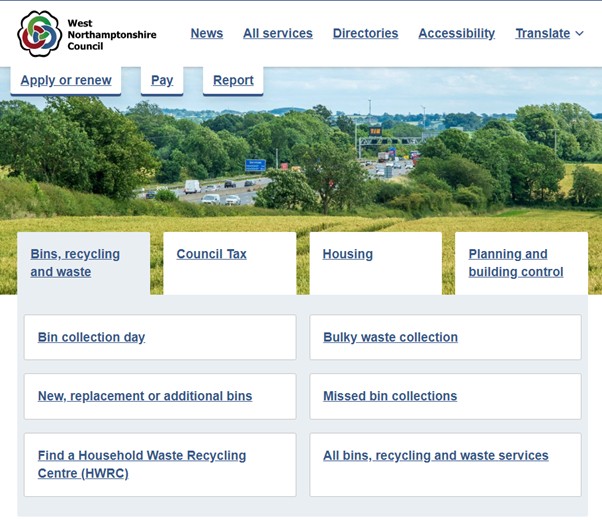 West
Northamptonshire
Council
News
All services
Directories
Accessibility
Translate
Apply or renew
Pay
Report
Bins, recycling
and waste
Council Tax
Housing
Planning and
building control
Bin collection day
Bulky waste collection
New, replacement or additional bins
Missed bin collections
Find a Household Waste Recycling
Centre (HWRC)
All bins, recycling and waste services